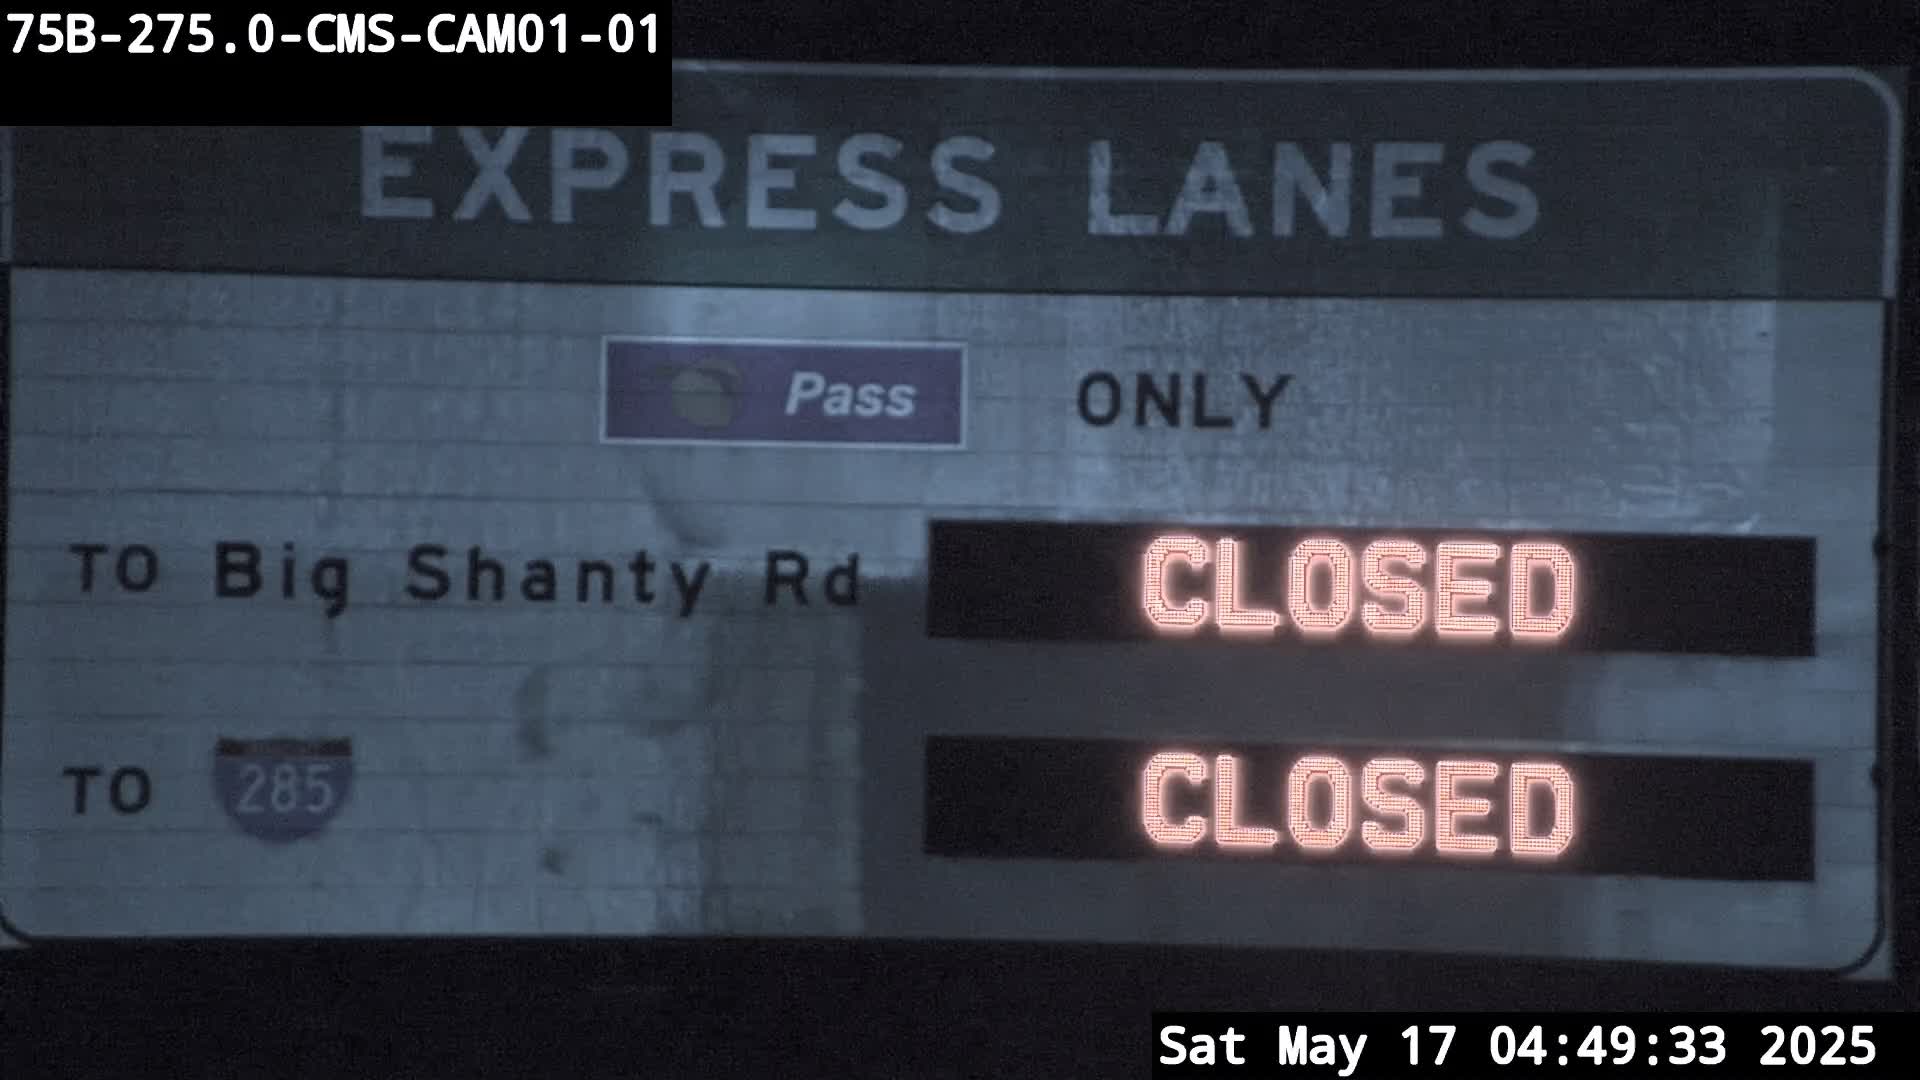 75B-275.0-CMS-CAM01-01
EXPRESS LANES
Pass ONLY
TO Big Shanty Rd CLOSED
TO 285 CLOSED
Sat May 17 04:49:33 2025